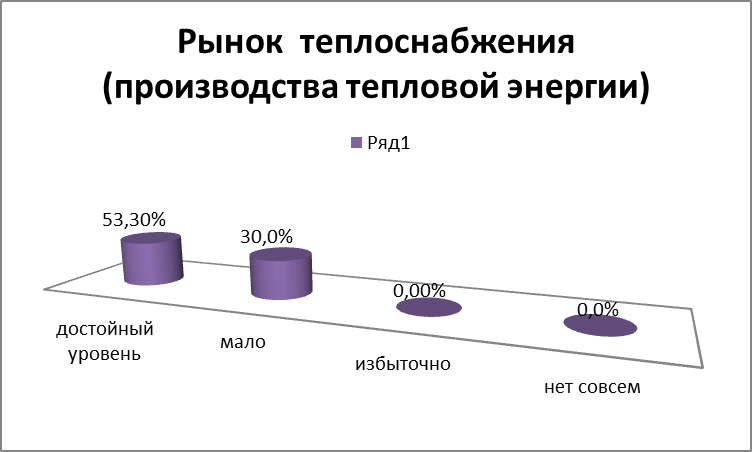 Рынок теплоснабжения
(производства тепловой энергии)
Ряд1
53,30%
30,0%
0,00%
0,0%
достойный
уровень
мало
избыточно
нет совсем